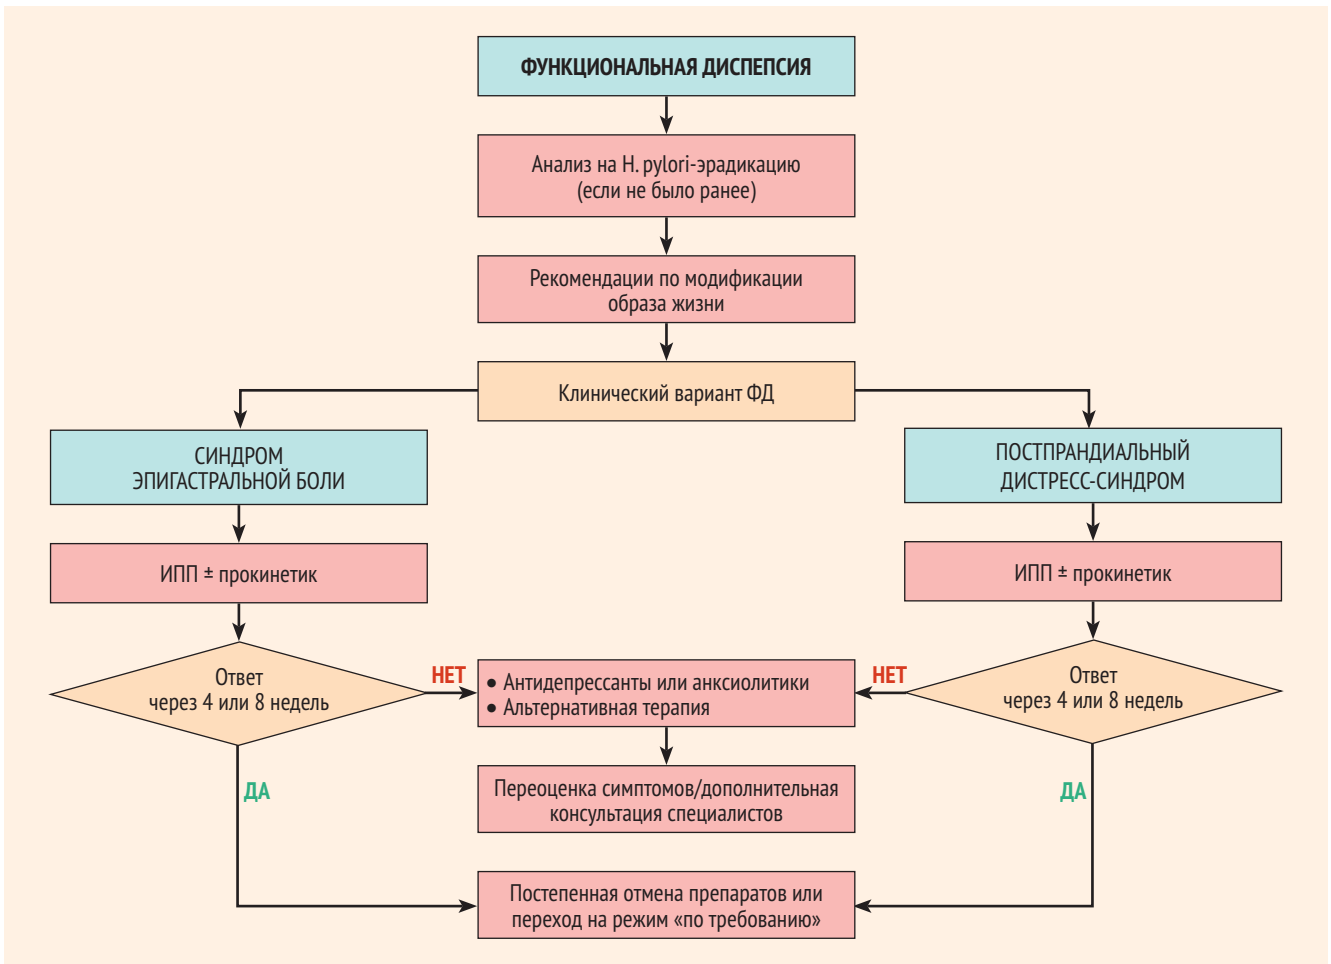 ФУНКЦИОНАЛЬНАЯ ДИСПЕПСИЯ
Анализ на H. pylori-эрадикацию
(если не было ранее)
Рекомендации по модификации
образа жизни
Клинический вариант ФД
СИНДРОМ
ЭПИГАСТРАЛЬНОЙ БОЛИ
ПОСТПРАНДИАЛЬНЫЙ
ДИСТРЕСС-СИНДРОМ
ИПП ± прокинетик
ИПП ± прокинетик
Ответ
через 4 или 8 недель
НЕТ
• Антидепрессанты или анксиолитики
• Альтернативная терапия
НЕТ
Ответ
через 4 или 8 недель
ДА
Переоценка симптомов/дополнительная
консультация специалистов
ДА
Постепенная отмена препаратов или
переход на режим «по требованию»